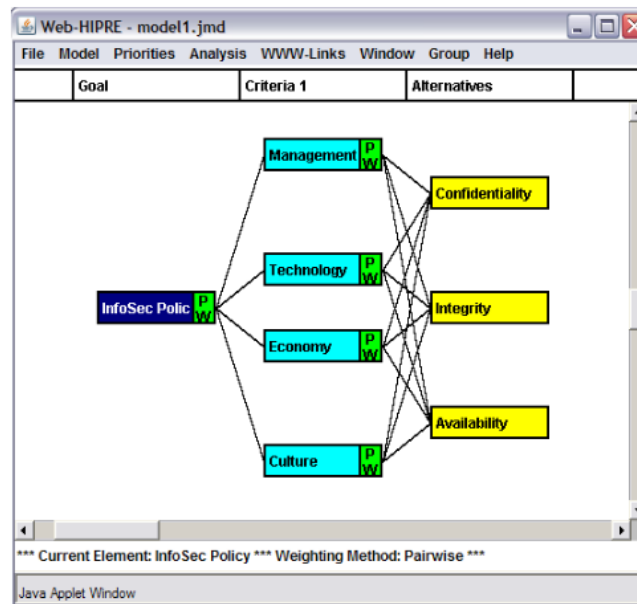 Web-HIPRE - model1.jmd
File Model Priorities Analysis WWW-Links Window Group Help
Goal Criteria 1 Alternatives
Management P W
Confidentiality
Technology P W
InfoSec Polic P W
Integrity
Economy P W
Availability
Culture P W
*** Current Element: InfoSec Policy *** Weighting Method: Pairwise ***
Java Applet Window